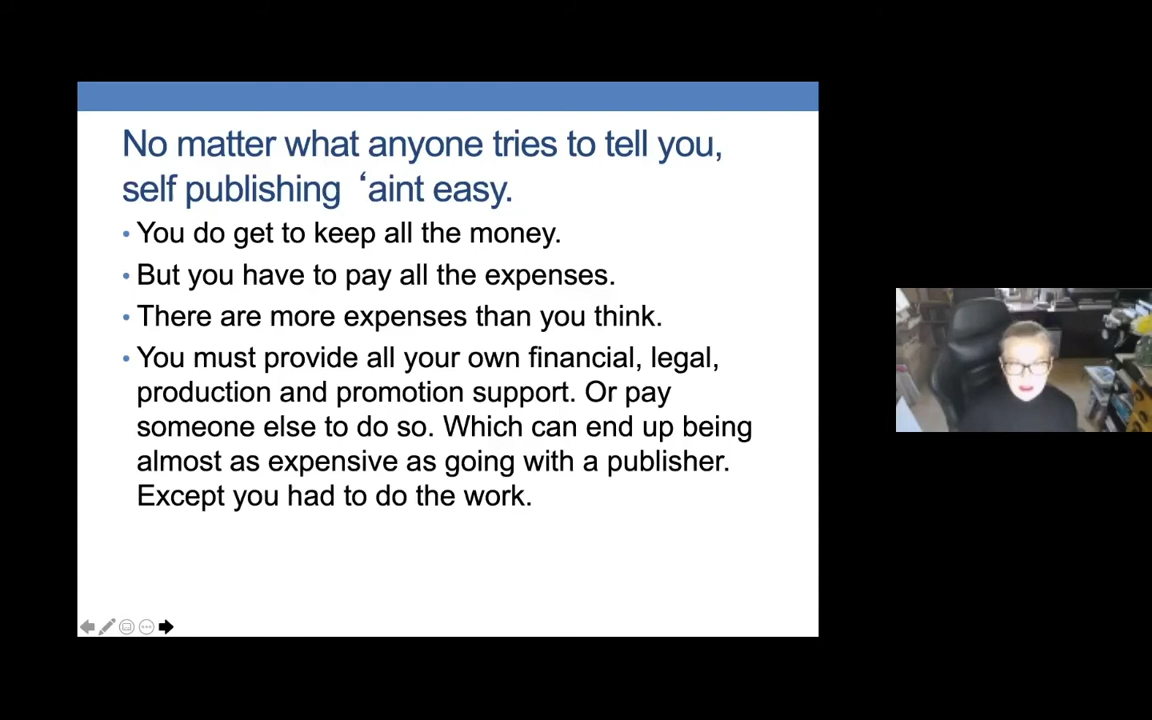 No matter what anyone tries to tell you,
self publishing ‘aint easy.
• You do get to keep all the money.
• But you have to pay all the expenses.
• There are more expenses than you think.
• You must provide all your own financial, legal,
production and promotion support. Or pay
someone else to do so. Which can end up being
almost as expensive as going with a publisher.
Except you had to do the work.